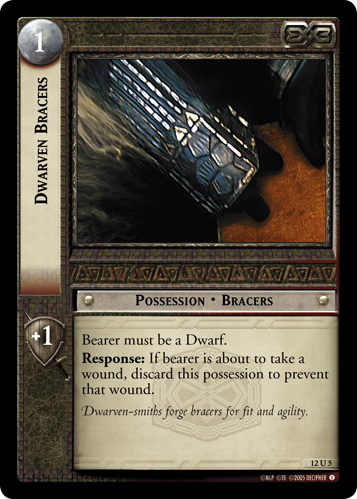 1
DWARVEN BRACERS
POSSESSION • BRACERS
+1
Bearer must be a Dwarf.
Response: If bearer is about to take a
wound, discard this possession to prevent
that wound.
Dwarven-smiths forge bracers for fit and agility.
12 U 5
©NLP ©TE ©2005 DECIPHER